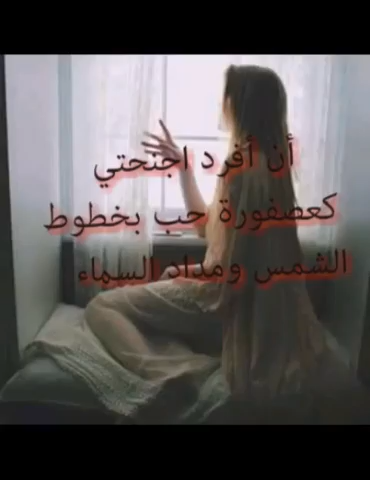 أن أفرد اجنحتي
كعصفورة حب بخطوط
الشمس ومداد السماء